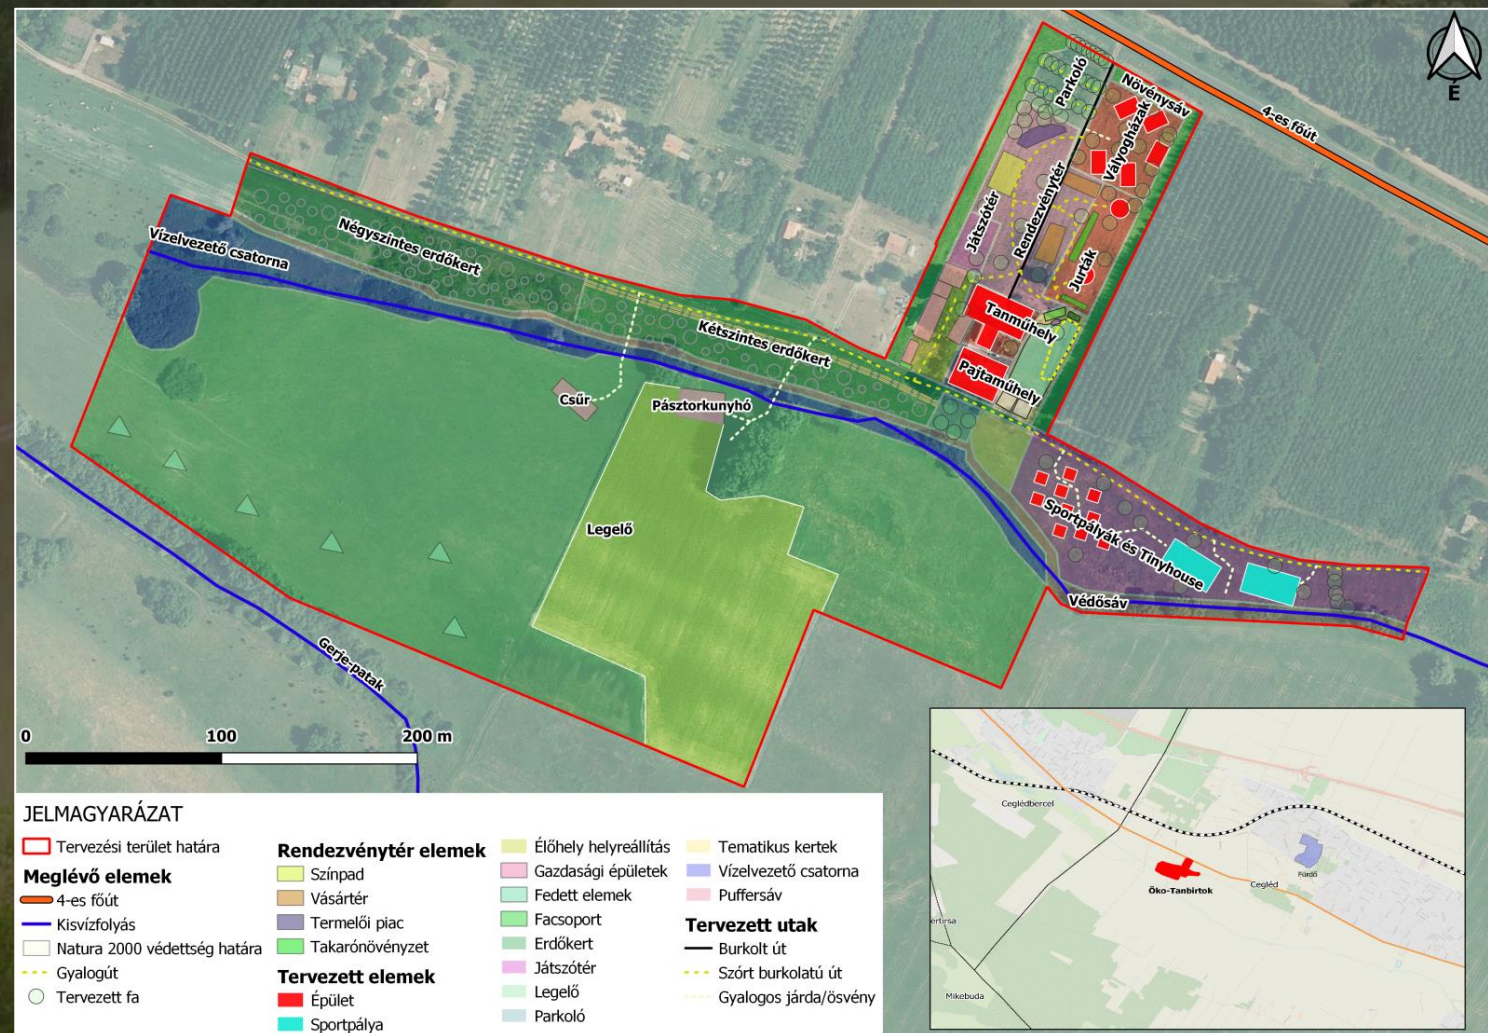 É
4-es főút
Parkoló
Növénysáv
Vályogházak
Rendezvénytér
Játszótér
Jurták
Tanműhely
Pajtaműhely
Négyszintes erdőkert
Vízelvezető csatorna
Kétszintes erdőkert
Csűr
Pásztorkunyhó
Legelő
Sportpályák és Tinyhouse
Védősáv
Gerje-patak
0 100 200 m
JELMAGYARÁZAT
Tervezési terület határa
Meglévő elemek
4-es főút
Kisvízfolyás
Natura 2000 védettség határa
Gyalogút
Tervezett fa
Rendezvénytér elemek
Színpad
Vásártér
Termelői piac
Takarónövényzet
Tervezett elemek
Épület
Sportpálya
Élőhely helyreállítás
Gazdasági épületek
Fedett elemek
Facsoport
Erdőkert
Játszótér
Legelő
Parkoló
Tematikus kertek
Vízelvezető csatorna
Puffersáv
Tervezett utak
Burkolt út
Szórt burkolatú út
Gyalogos járda/ösvény
Ceglédbercel
Fürdő
Cegléd
Öko-Tanbirtok
Mikebuda